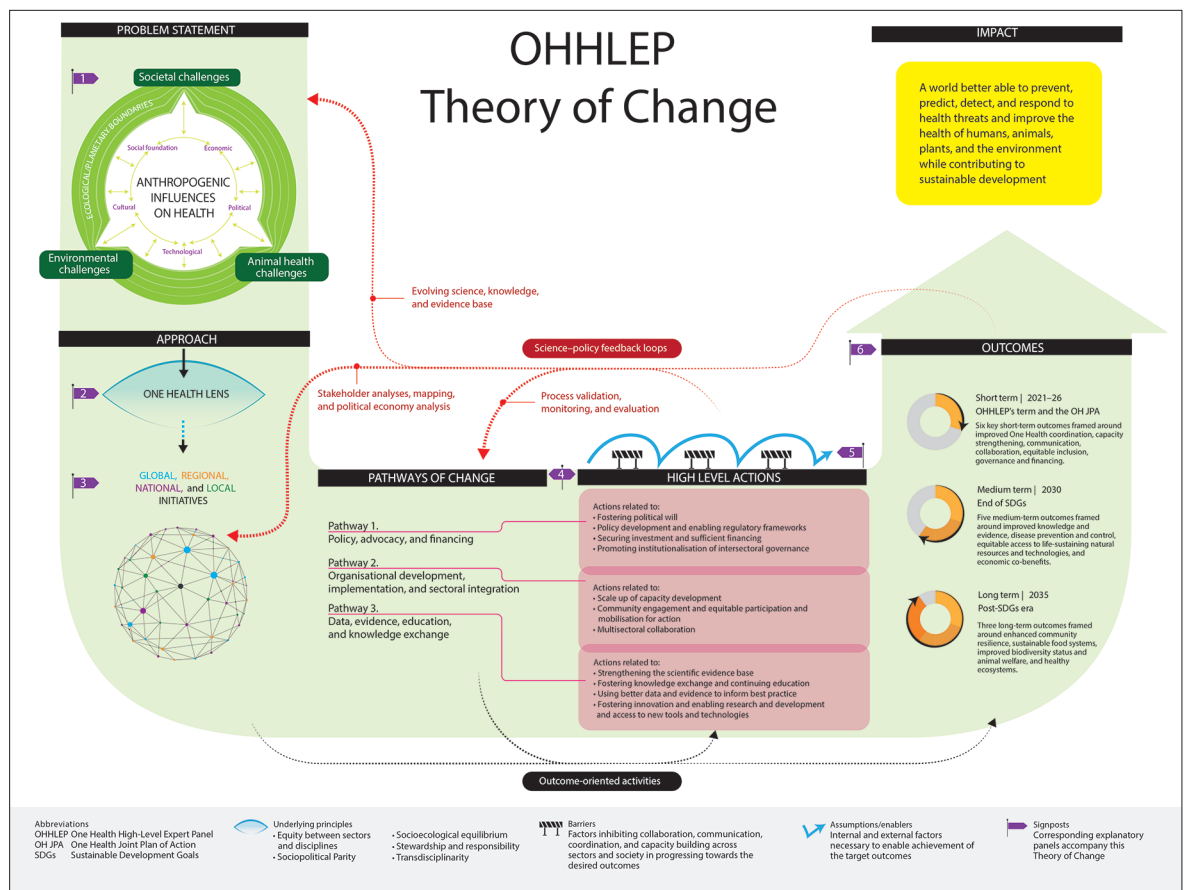 PROBLEM STATEMENT
1
Societal challenges
ECOLOGICAL/PLANETARY BOUNDARIES
Social foundation
Economic
ANTHROPOGENIC
INFLUENCES
ON HEALTH
Cultural
Political
Technological
Environmental
challenges
Animal health
challenges
OHHLEP
Theory of Change
IMPACT
A world better able to prevent,
predict, detect, and respond to
health threats and improve the
health of humans, animals,
plants, and the environment
while contributing to
sustainable development
APPROACH
2
ONE HEALTH LENS
3
GLOBAL, REGIONAL,
NATIONAL, and LOCAL
INITIATIVES
Evolving science, knowledge,
and evidence base
Science–policy feedback loops
Stakeholder analyses, mapping,
and political economy analysis
Process validation,
monitoring, and evaluation
PATHWAYS OF CHANGE
4
Pathway 1.
Policy, advocacy, and financing
Pathway 2.
Organisational development,
implementation, and sectoral integration
Pathway 3.
Data, evidence, education,
and knowledge exchange
5
HIGH LEVEL ACTIONS
Actions related to:
• Fostering political will
• Policy development and enabling regulatory frameworks
• Securing investment and sufficient financing
• Promoting institutionalisation of intersectoral governance
Actions related to:
• Scale up of capacity development
• Community engagement and equitable participation and
mobilisation for action
• Multisectoral collaboration
Actions related to:
• Strengthening the scientific evidence base
• Fostering knowledge exchange and continuing education
• Using better data and evidence to inform best practice
• Fostering innovation and enabling research and development
and access to new tools and technologies
6
OUTCOMES
Short term | 2021–26
OHHLEP's term and the OH JPA
Six key short-term outcomes framed around
improved One Health coordination, capacity
strengthening, communication,
collaboration, equitable inclusion,
governance and financing.
Medium term | 2030
End of SDGs
Five medium-term outcomes framed
around improved knowledge and
evidence, disease prevention and control,
equitable access to life-sustaining natural
resources and technologies, and
economic co-benefits.
Long term | 2035
Post-SDGs era
Three long-term outcomes framed
around enhanced community
resilience, sustainable food systems,
improved biodiversity status and
animal welfare, and healthy
ecosystems.
Outcome-oriented activities
Abbreviations
OHHLEP One Health High-Level Expert Panel
OH JPA One Health Joint Plan of Action
SDGs Sustainable Development Goals
Underlying principles
• Equity between sectors
and disciplines
• Sociopolitical Parity
• Socioecological equilibrium
• Stewardship and responsibility
• Transdisciplinarity
Barriers
Factors inhibiting collaboration, communication,
coordination, and capacity building across
sectors and society in progressing towards the
desired outcomes
Assumptions/enablers
Internal and external factors
necessary to enable achievement of
the target outcomes
Signposts
Corresponding explanatory
panels accompany this
Theory of Change